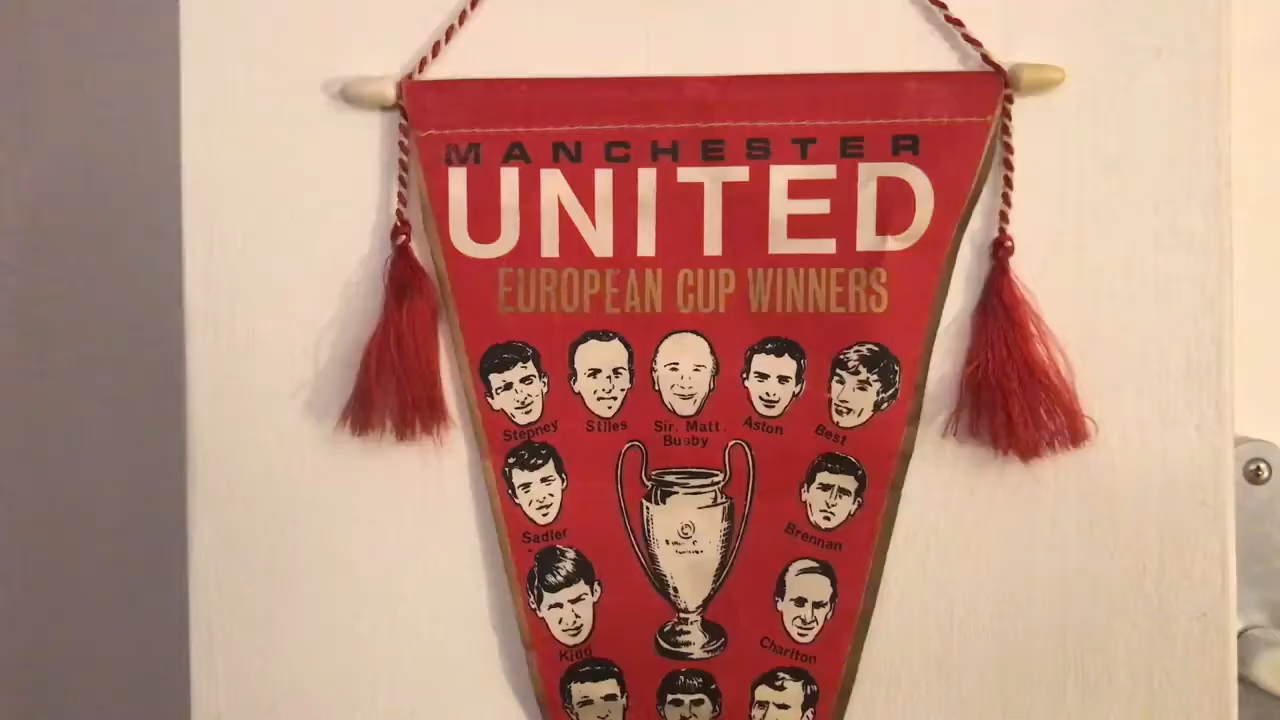 MANCHESTER
UNITED
EUROPEAN CUP WINNERS
Stepney Stiles Sir. Matt. Busby Aston Best
Sadler Brennan
Kidd Charlton